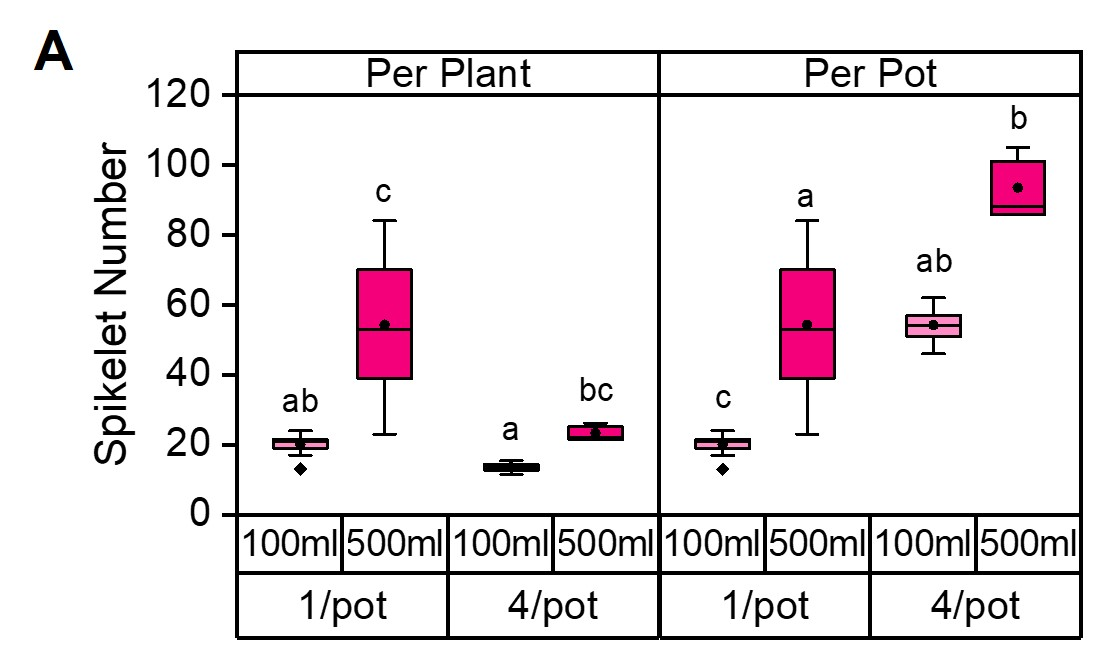 A
Per Plant Per Pot
Spikelet Number
120
100
80
60
40
20
0
ab c a bc c a ab b
100ml 500ml 100ml 500ml 100ml 500ml 100ml 500ml
1/pot 4/pot 1/pot 4/pot